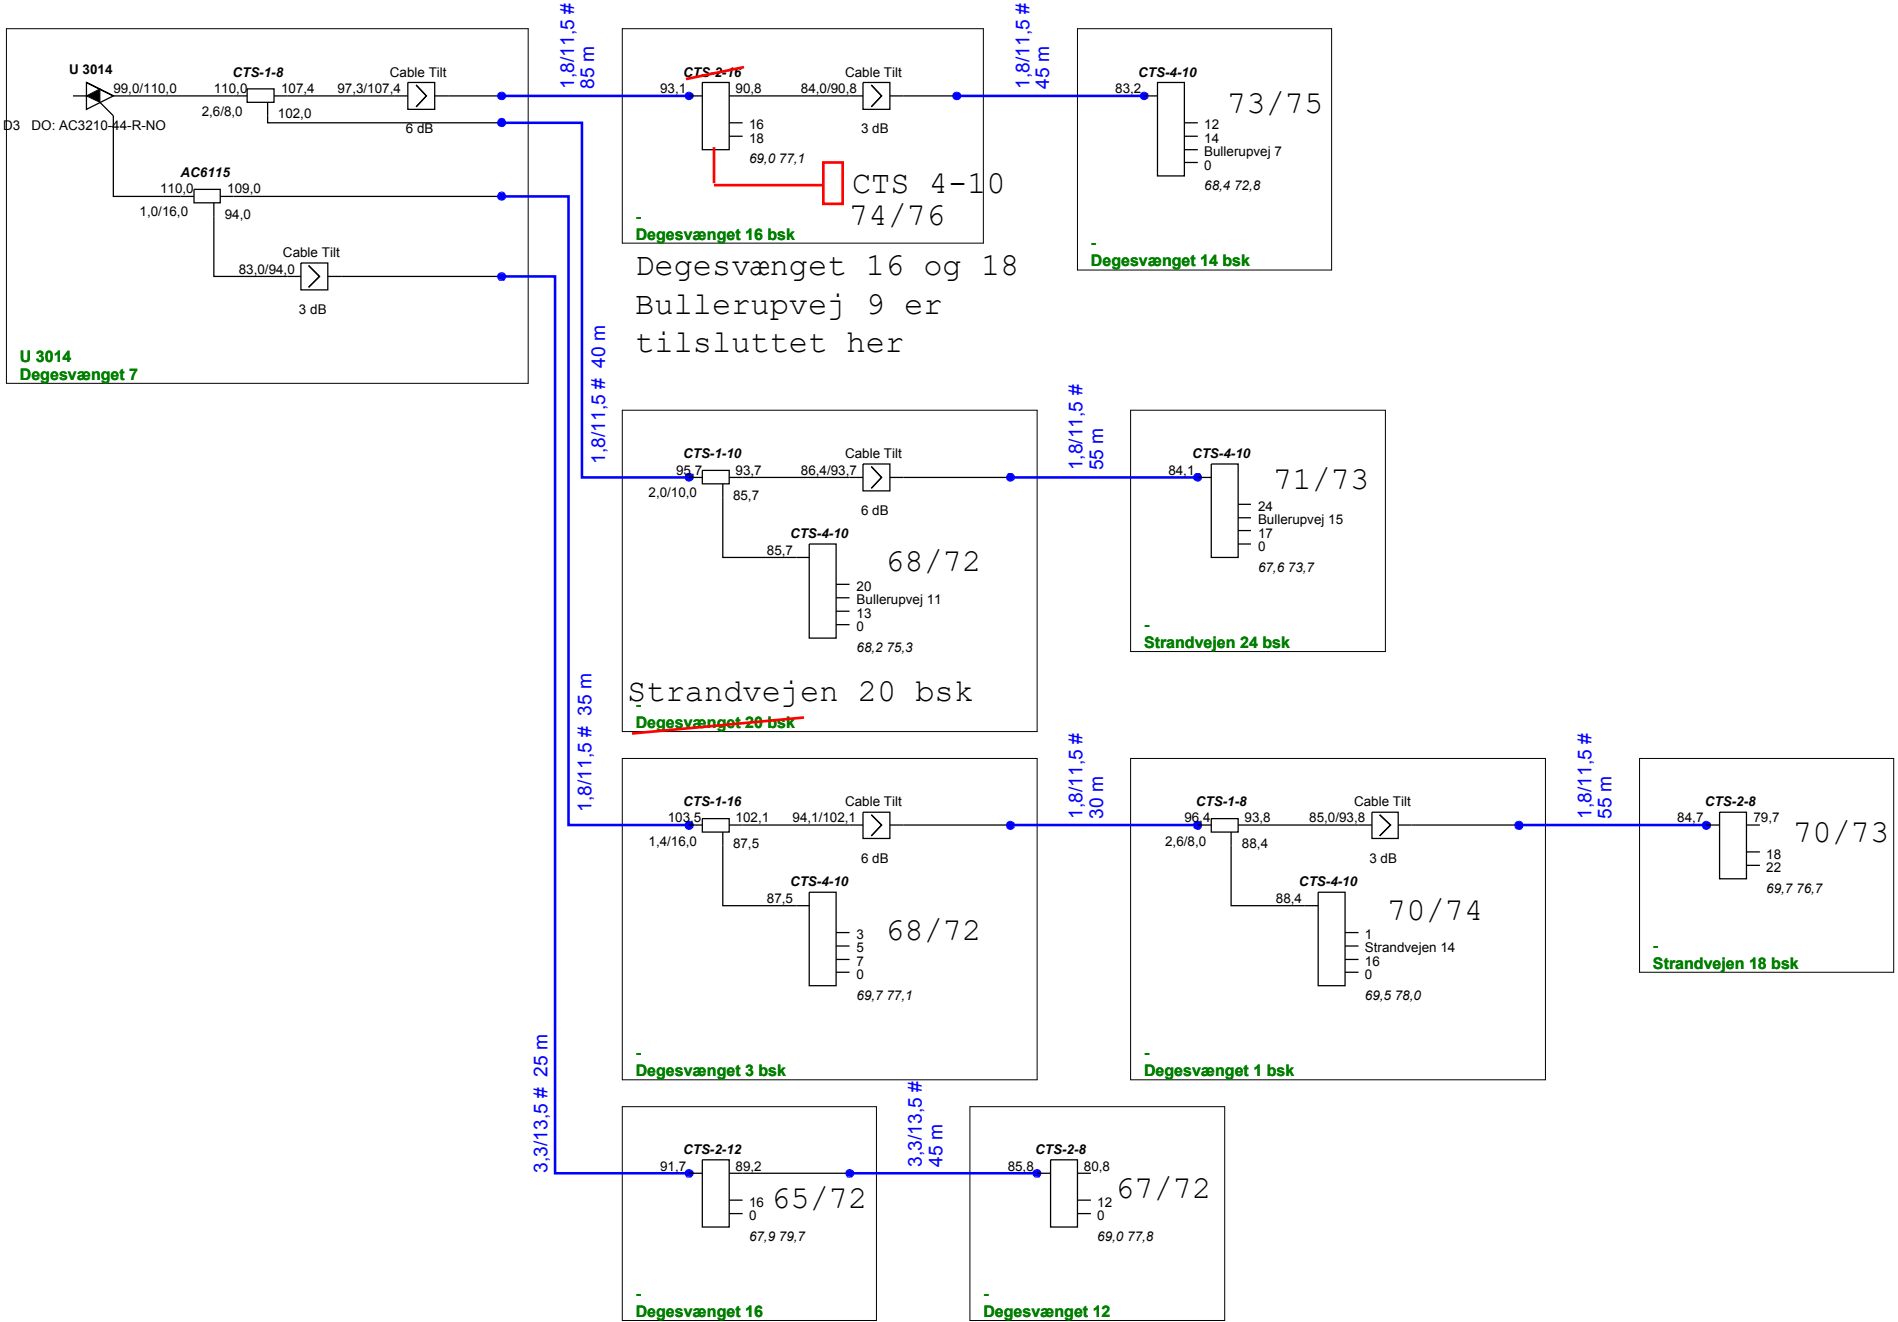 U 3014
99,0/110,0
D3 DO: AC3210-44-R-NO
CTS-1-8
110,0
107,4
2,6/8,0
102,0
Cable Tilt
97,3/107,4
6 dB
AC6115
110,0
109,0
1,0/16,0
94,0
Cable Tilt
83,0/94,0
3 dB
U 3014
Degesvænget 7
1,8/11,5 #
85 m
CTS-2-16
93,1
90,8
16
18
69,0 77,1
Cable Tilt
84,0/90,8
3 dB
CTS 4-10
74/76
-
Degesvænget 16 bsk
Degesvænget 16 og 18
Bullerupvej 9 er
tilsluttet her
1,8/11,5 #
45 m
CTS-4-10
83,2
73/75
12
14
Bullerupvej 7
0
68,4 72,8
-
Degesvænget 14 bsk
1,8/11,5 # 40 m
CTS-1-10
95,7
93,7
2,0/10,0
85,7
Cable Tilt
86,4/93,7
6 dB
CTS-4-10
85,7
68/72
20
Bullerupvej 11
13
0
68,2 75,3
Strandvejen 20 bsk
-
Degesvænget 20 bsk
1,8/11,5 #
55 m
CTS-4-10
84,1
71/73
24
Bullerupvej 15
17
0
67,6 73,7
-
Strandvejen 24 bsk
1,8/11,5 # 35 m
CTS-1-16
103,5
102,1
1,4/16,0
87,5
Cable Tilt
94,1/102,1
6 dB
CTS-4-10
87,5
68/72
3
5
7
0
69,7 77,1
-
Degesvænget 3 bsk
1,8/11,5 #
30 m
CTS-1-8
96,4
93,8
2,6/8,0
88,4
Cable Tilt
85,0/93,8
3 dB
CTS-4-10
88,4
70/74
1
Strandvejen 14
16
0
69,5 78,0
-
Degesvænget 1 bsk
1,8/11,5 #
55 m
CTS-2-8
84,7
79,7
70/73
18
22
69,7 76,7
-
Strandvejen 18 bsk
3,3/13,5 # 25 m
CTS-2-12
91,7
89,2
16
0
65/72
67,9 79,7
-
Degesvænget 16
3,3/13,5 #
45 m
CTS-2-8
85,8
80,8
67/72
12
0
69,0 77,8
-
Degesvænget 12